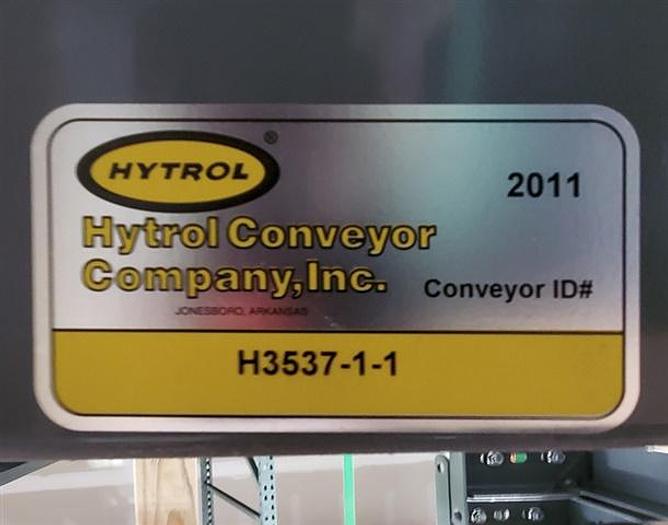 HYTROL ®
2011
Hytrol Conveyor
Company, Inc.
Conveyor ID#
JONESBORO, ARKANSAS
H3537-1-1